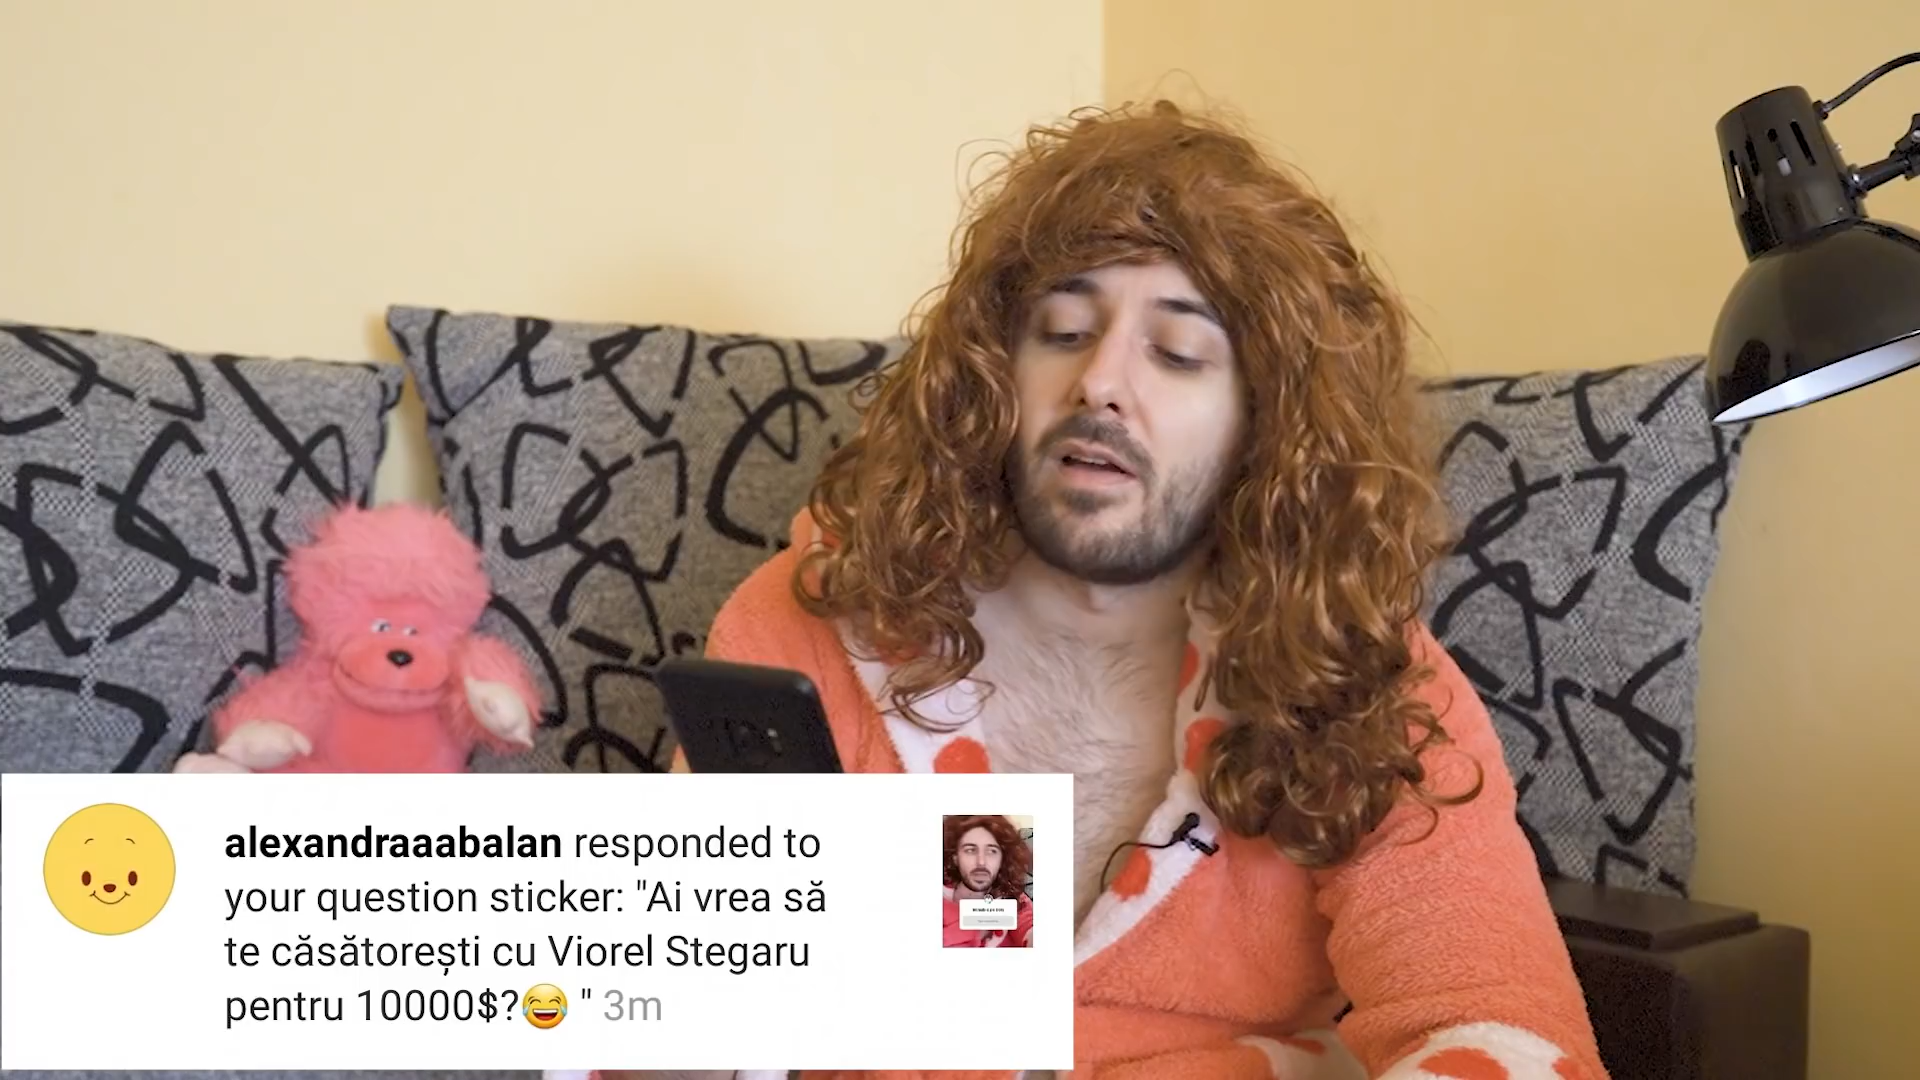 alexandraaabalan responded to
your question sticker: "Ai vrea să
te căsătorești cu Viorel Stegaru
pentru 10000$?😂 " 3m